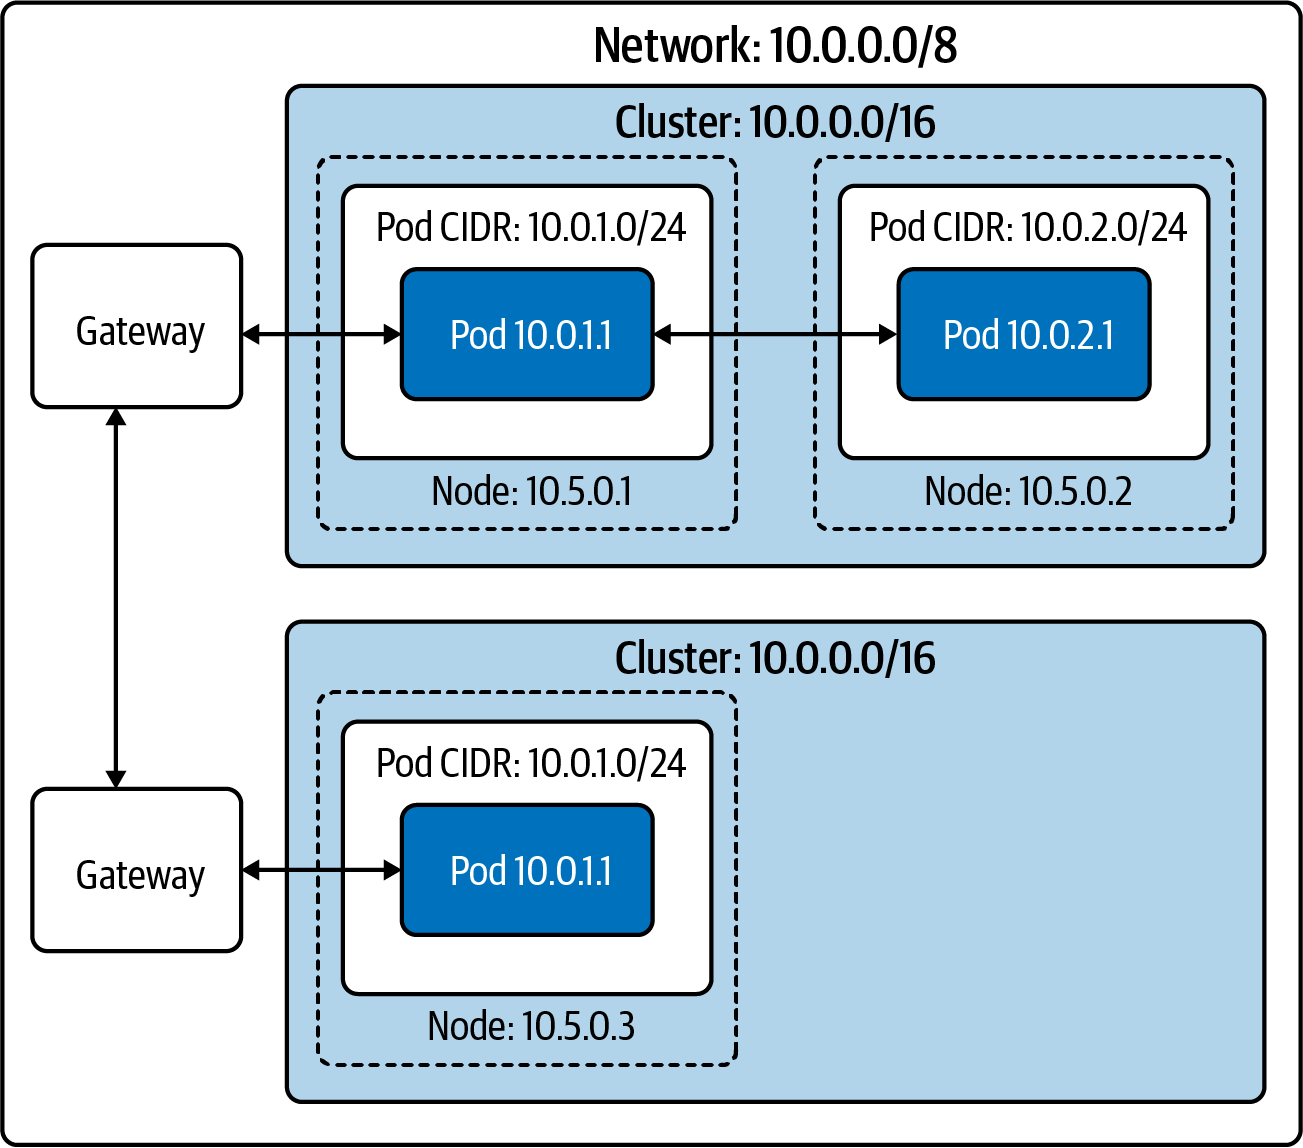 Network: 10.0.0.0/8
Cluster: 10.0.0.0/16
Pod CIDR: 10.0.1.0/24
Pod CIDR: 10.0.2.0/24
Gateway
Pod 10.0.1.1
Pod 10.0.2.1
Node: 10.5.0.1
Node: 10.5.0.2
Cluster: 10.0.0.0/16
Pod CIDR: 10.0.1.0/24
Gateway
Pod 10.0.1.1
Node: 10.5.0.3